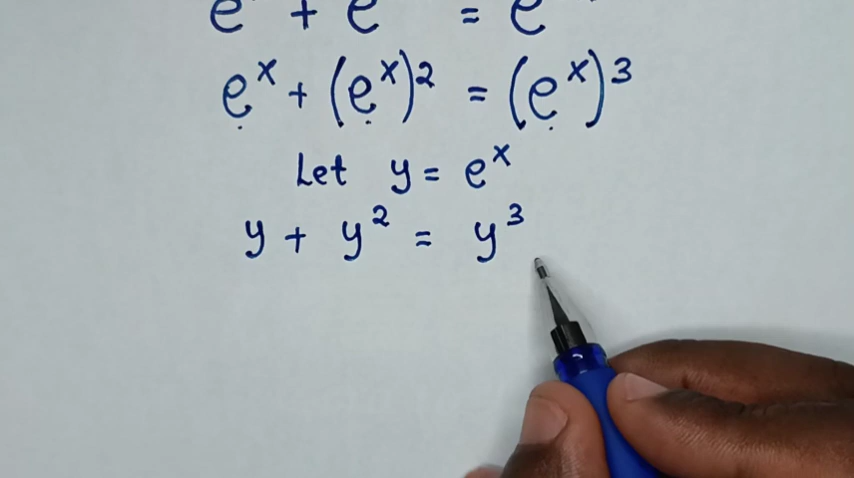 e + e = e
eˣ + (eˣ)² = (eˣ)³
Let y = eˣ
y + y² = y³